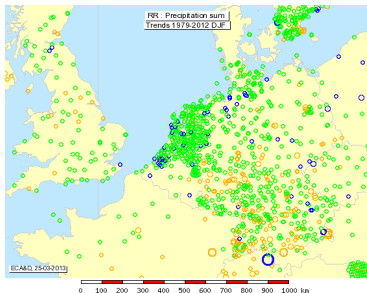 RR : Precipitation sum
Trends 1979-2012 DJF
ECA&D, 25-03-2013
0 100 200 300 400 500 600 700 800 900 1000 km